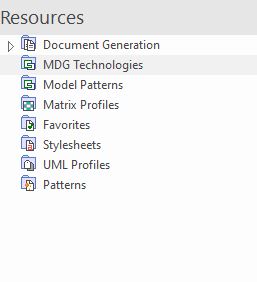 Resources
Document Generation
MDG Technologies
Model Patterns
Matrix Profiles
Favorites
Stylesheets
UML Profiles
Patterns